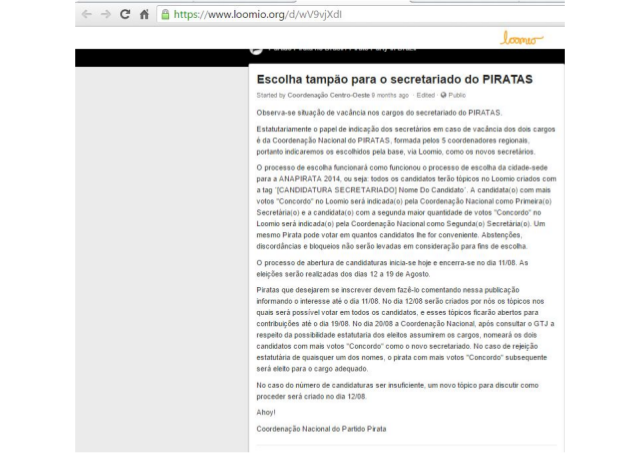 https://www.loomio.org/d/wV9vjXdI
loomio
Escolha tampão para o secretariado do PIRATAS
Started by Coordenação Centro-Oeste 9 months ago · Edited · Public
Observa-se situação de vacância nos cargos do secretariado do PIRATAS.
Estatutariamente o papel de indicação dos secretários em caso de vacância dos dois cargos
é da Coordenação Nacional do PIRATAS, formada pelos 5 coordenadores regionais,
portanto indicaremos os escolhidos pela base, via Loomio, como os novos secretários.
O processo de escolha funcionará como funcionou o processo de escolha da cidade-sede
para a ANAPIRATA 2014, ou seja: todos os candidatos terão tópicos no Loomio criados com
a tag '[CANDIDATURA SECRETARIADO] Nome Do Candidato'. A candidata(o) com mais
votos "Concordo" no Loomio será indicada(o) pela Coordenação Nacional como Primeira(o)
Secretária(o) e a candidata(o) com a segunda maior quantidade de votos "Concordo" no
Loomio será indicada(o) pela Coordenação Nacional como Segunda(o) Secretária(o). Um
mesmo Pirata pode votar em quantos candidatos lhe for conveniente. Abstenções,
discordâncias e bloqueios não serão levadas em consideração para fins de escolha.
O processo de abertura de candidaturas inicia-se hoje e encerra-se no dia 11/08. As
eleições serão realizadas dos dias 12 a 19 de Agosto.
Piratas que desejarem se inscrever devem fazê-lo comentando nessa publicação
informando o interesse até o dia 11/08. No dia 12/08 serão criados por nós os tópicos nos
quais será possível votar em todos os candidatos, e esses tópicos ficarão abertos para
contribuições até o dia 19/08. No dia 20/08 a Coordenação Nacional, após consultar o GTJ a
respeito da possibilidade estatutaria dos eleitos assumirem os cargos, nomeará os dois
candidatos com mais votos "Concordo" como o novo secretariado. No caso de rejeição
estatutária de quaisquer um dos nomes, o pirata com mais votos "Concordo" subsequente
será eleito para o cargo adequado.
No caso do número de candidaturas ser insuficiente, um novo tópico para discutir como
proceder será criado no dia 12/08.
Ahoy!
Coordenação Nacional do Partido Pirata